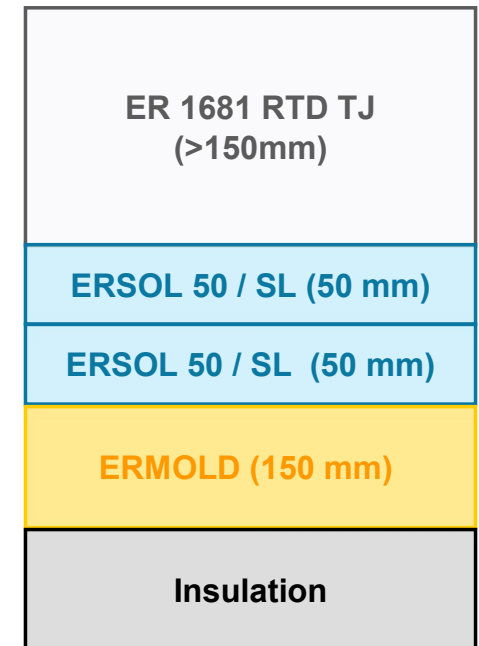 ER 1681 RTD TJ
(>150mm)
ERSOL 50 / SL (50 mm)
ERSOL 50 / SL (50 mm)
ERMOLD (150 mm)
Insulation